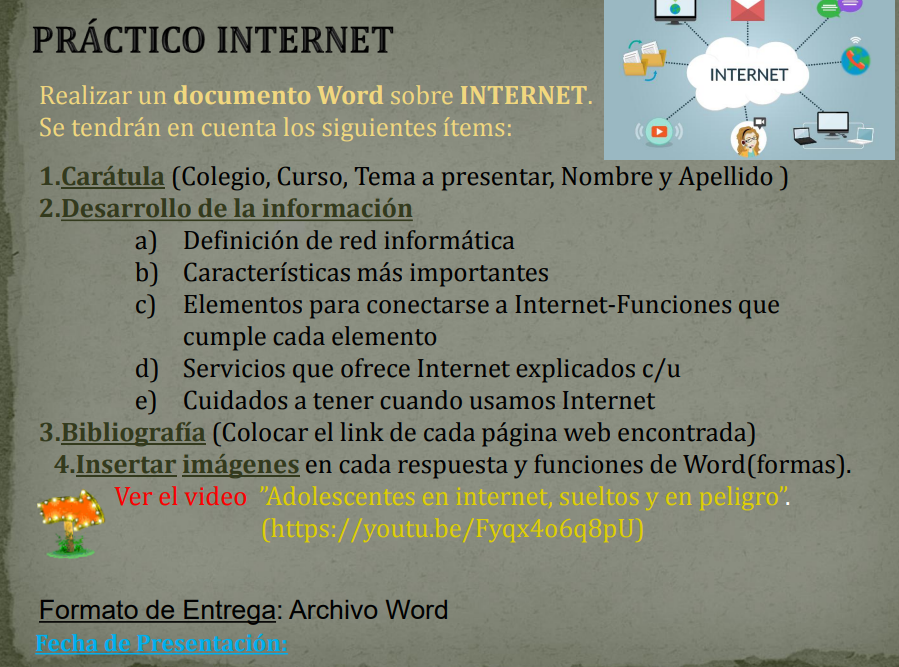 PRÁCTICO INTERNET
INTERNET
Realizar un documento Word sobre INTERNET.
Se tendrán en cuenta los siguientes ítems:
1.Carátula (Colegio, Curso, Tema a presentar, Nombre y Apellido )
2.Desarrollo de la información
a) Definición de red informática
b) Características más importantes
c) Elementos para conectarse a Internet-Funciones que
cumple cada elemento
d) Servicios que ofrece Internet explicados c/u
e) Cuidados a tener cuando usamos Internet
3.Bibliografía (Colocar el link de cada página web encontrada)
4.Insertar imágenes en cada respuesta y funciones de Word(formas).
Ver el video ”Adolescentes en internet, sueltos y en peligro”.
(https://youtu.be/Fyqx4o6q8pU)
Formato de Entrega: Archivo Word
Fecha de Presentación: